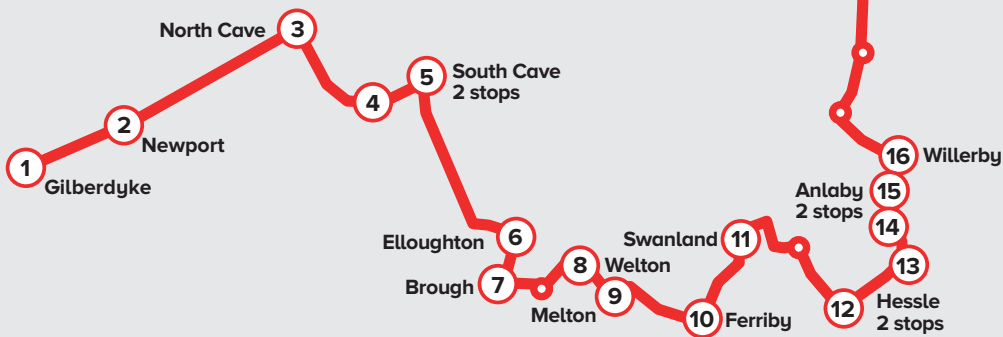 1
Gilberdyke
2
Newport
North Cave
3
4
5
South Cave
2 stops
Elloughton
6
Brough
7
8
Welton
Melton
9
10
Ferriby
Swanland
11
12
Hessle
2 stops
13
14
Anlaby
2 stops
15
16
Willerby